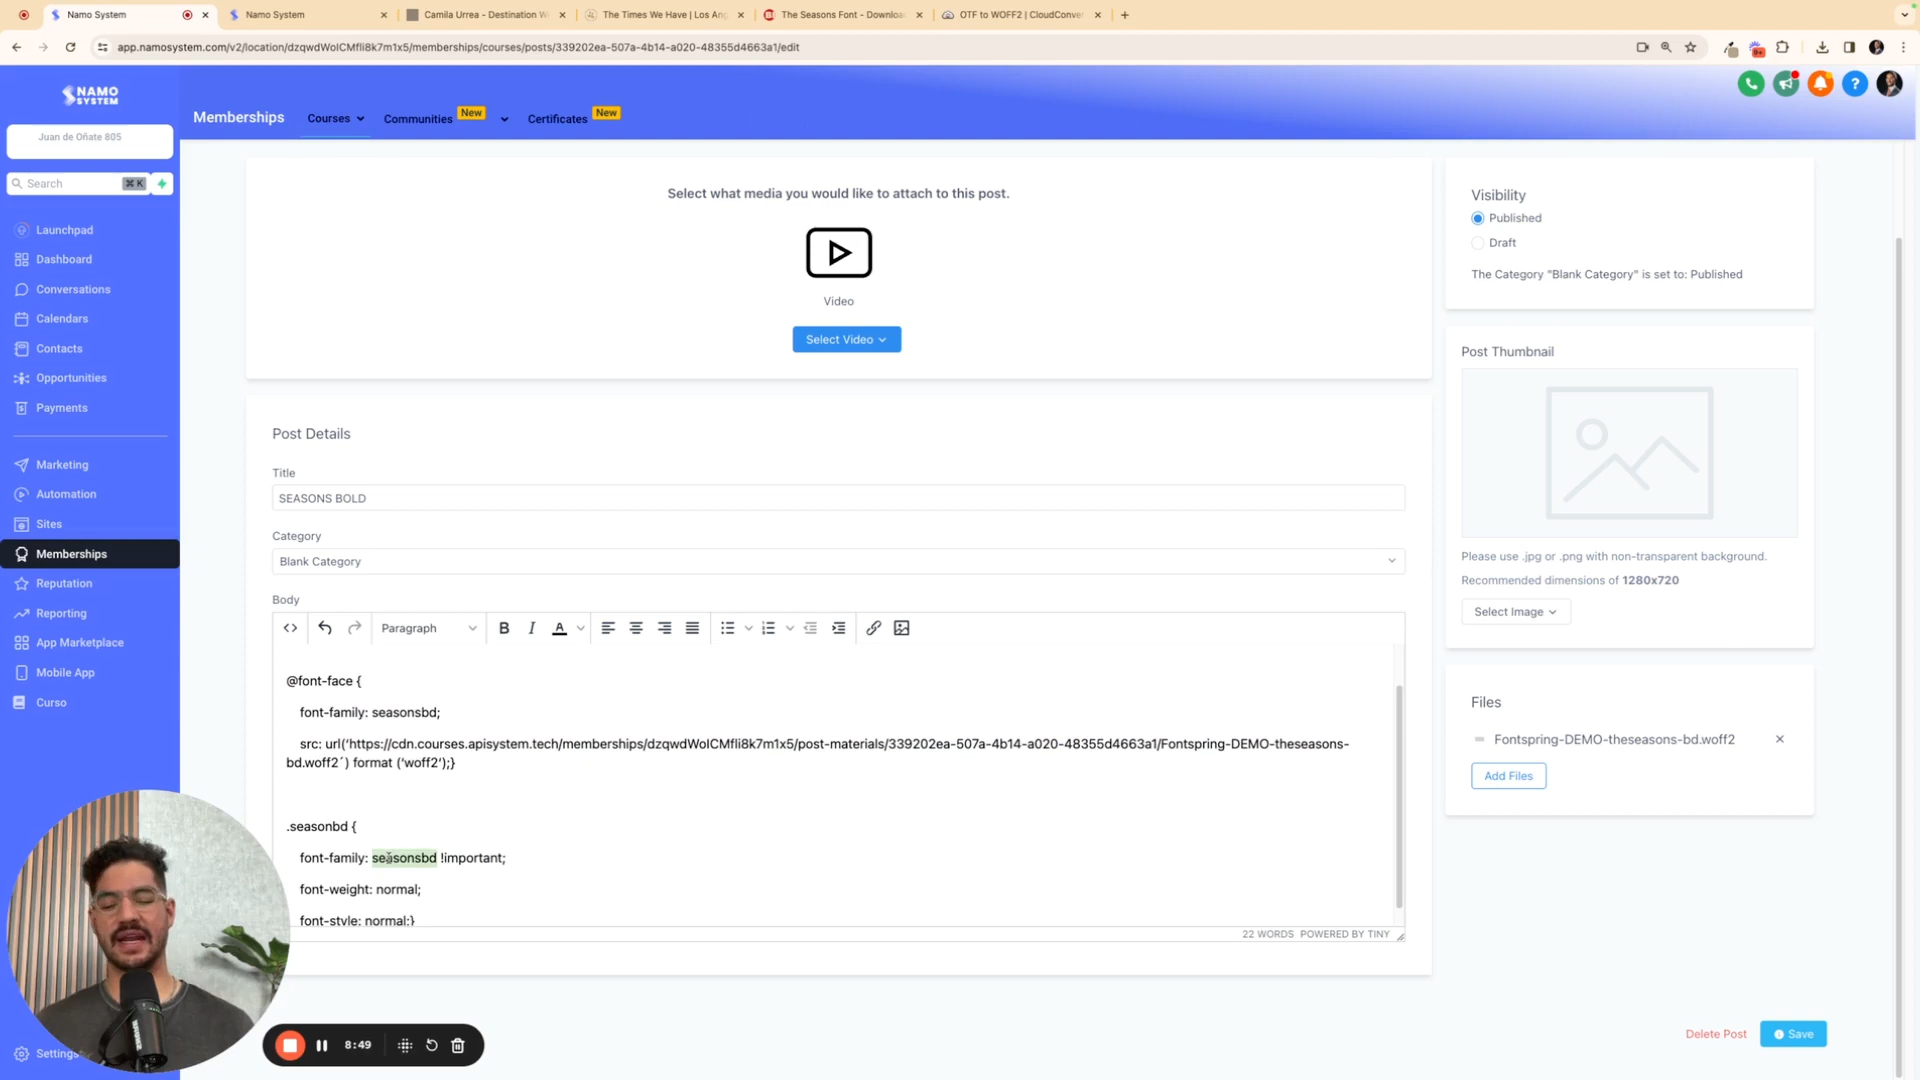 Namo System
Namo System
Camila Urrea - Destination W
The Times We Have | Los An
The Seasons Font - Downloa
OTF to WOFF2 | CloudConver
app.namosystem.com/v2/location/dzqwdWoICMfli8k7m1x5/memberships/courses/posts/339202ea-507a-4b14-a020-48355d4663a1/edit
9+
NAMO
SYSTEM
Juan de Oñate 805
Search
⌘ K
Launchpad
Dashboard
Conversations
Calendars
Contacts
Opportunities
Payments
Marketing
Automation
Sites
Memberships
Reputation
Reporting
App Marketplace
Mobile App
Curso
Settings
Memberships
Courses
Communities
New
Certificates
New
Select what media you would like to attach to this post.
Video
Select Video
Post Details
Title
SEASONS BOLD
Category
Blank Category
Body
Paragraph
@font-face {
font-family: seasonsbd;
src: url(‘https://cdn.courses.apisystem.tech/memberships/dzqwdWoICMfli8k7m1x5/post-materials/339202ea-507a-4b14-a020-48355d4663a1/Fontspring-DEMO-theseasons-
bd.woff2´) format (‘woff2’);}
.seasonbd {
font-family: seasonsbd !important;
font-weight: normal;
font-style: normal;}
22 WORDS POWERED BY TINY
Visibility
Published
Draft
The Category "Blank Category" is set to: Published
Post Thumbnail
Please use .jpg or .png with non-transparent background.
Recommended dimensions of 1280x720
Select Image
Files
Fontspring-DEMO-theseasons-bd.woff2
Add Files
Delete Post
Save
8:49